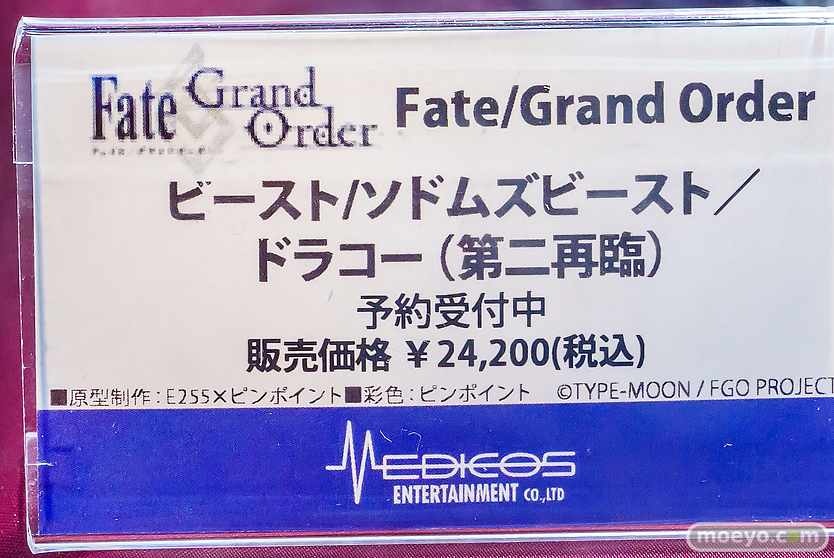 Fate Grand Order Fate/Grand Order
ビースト/ソドムズビースト／
ドラコー（第二再臨）
予約受付中
販売価格 ￥24,200(税込)
■原型制作：E255×ピンポイント■彩色：ピンポイント ©TYPE-MOON / FGO PROJECT
MEDICOS
ENTERTAINMENT CO.,LTD
moeyo.com